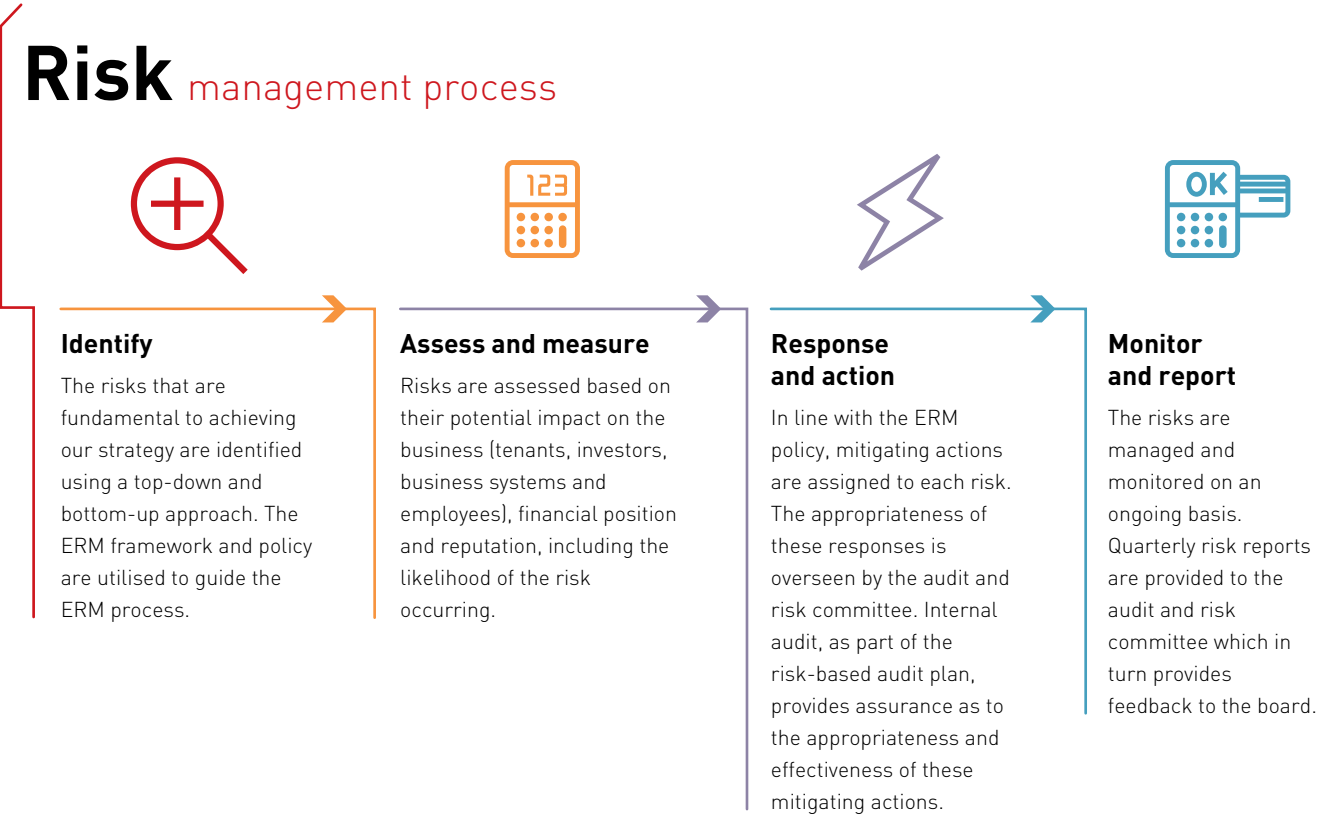 Risk management process
123
OK
Identify
The risks that are
fundamental to achieving
our strategy are identified
using a top-down and
bottom-up approach. The
ERM framework and policy
are utilised to guide the
ERM process.
Assess and measure
Risks are assessed based on
their potential impact on the
business (tenants, investors,
business systems and
employees), financial position
and reputation, including the
likelihood of the risk
occurring.
Response
and action
In line with the ERM
policy, mitigating actions
are assigned to each risk.
The appropriateness of
these responses is
overseen by the audit and
risk committee. Internal
audit, as part of the
risk-based audit plan,
provides assurance as to
the appropriateness and
effectiveness of these
mitigating actions.
Monitor
and report
The risks are
managed and
monitored on an
ongoing basis.
Quarterly risk reports
are provided to the
audit and risk
committee which in
turn provides
feedback to the board.